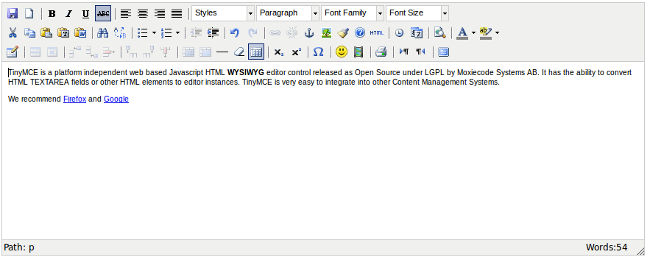 B I U ABC Styles Paragraph Font Family Font Size
HTML A ab
x₂ x² Ω
TinyMCE is a platform independent web based Javascript HTML WYSIWYG editor control released as Open Source under LGPL by Moxiecode Systems AB. It has the ability to convert
HTML TEXTAREA fields or other HTML elements to editor instances. TinyMCE is very easy to integrate into other Content Management Systems.
We recommend Firefox and Google
Path: p Words:54